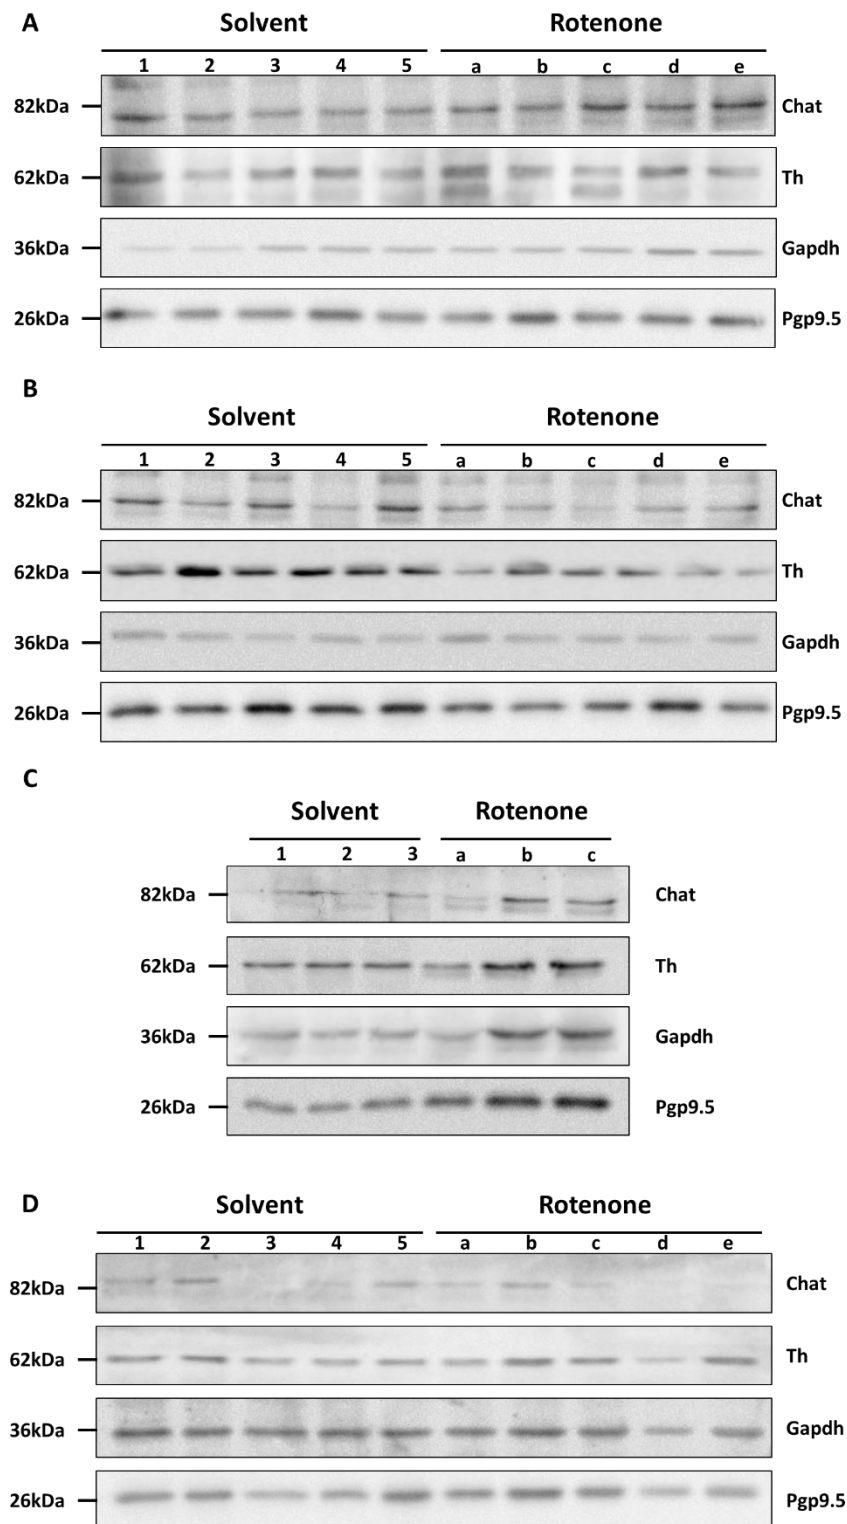 A
Solvent Rotenone
1 2 3 4 5 a b c d e
82kDa Chat
62kDa Th
36kDa Gapdh
26kDa Pgp9.5
B
Solvent Rotenone
1 2 3 4 5 a b c d e
82kDa Chat
62kDa Th
36kDa Gapdh
26kDa Pgp9.5
C
Solvent Rotenone
1 2 3 a b c
82kDa Chat
62kDa Th
36kDa Gapdh
26kDa Pgp9.5
D Solvent Rotenone
1 2 3 4 5 a b c d e
82kDa Chat
62kDa Th
36kDa Gapdh
26kDa Pgp9.5